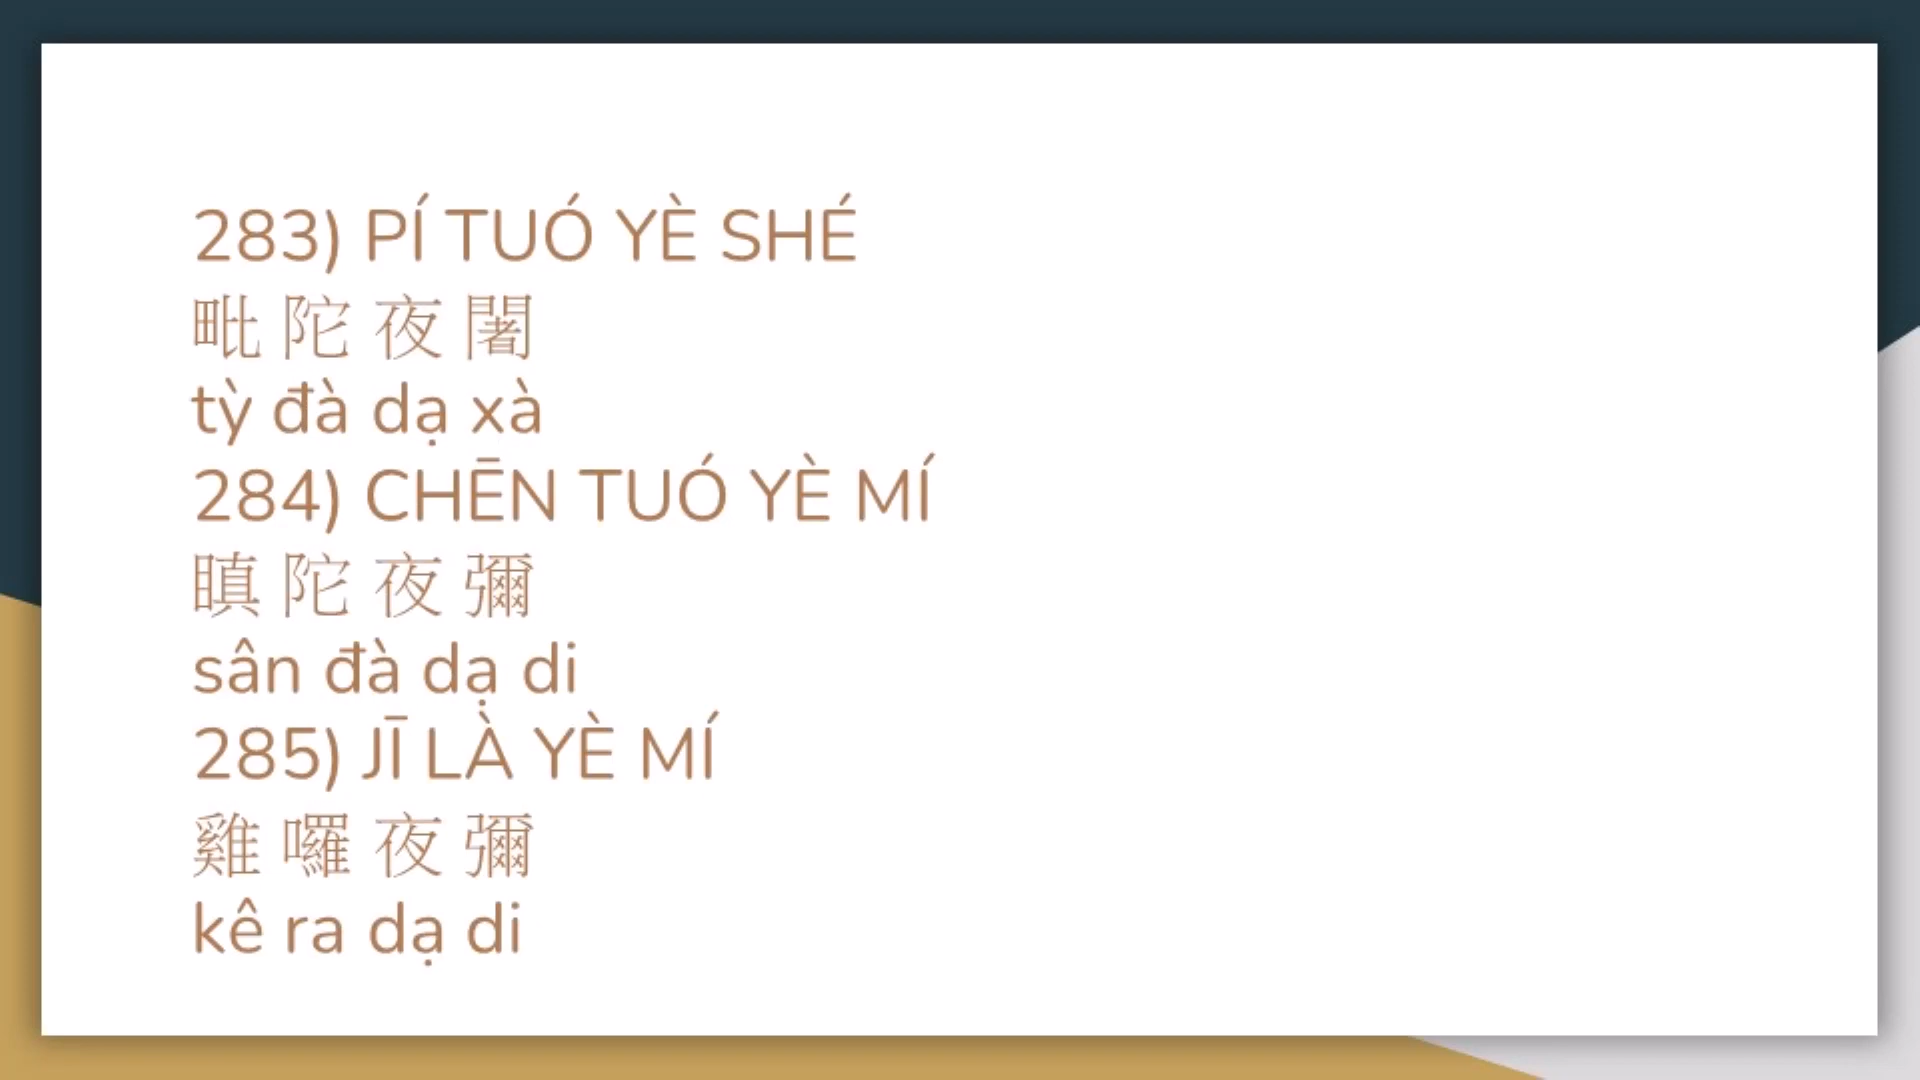 283) PÍ TUÓ YÈ SHÉ
毗 陀 夜 闍
tỳ đà dạ xà
284) CHĒN TUÓ YÈ MÍ
瞋 陀 夜 彌
sân đà dạ di
285) JĪ LÀ YÈ MÍ
雞 囉 夜 彌
kê ra dạ di